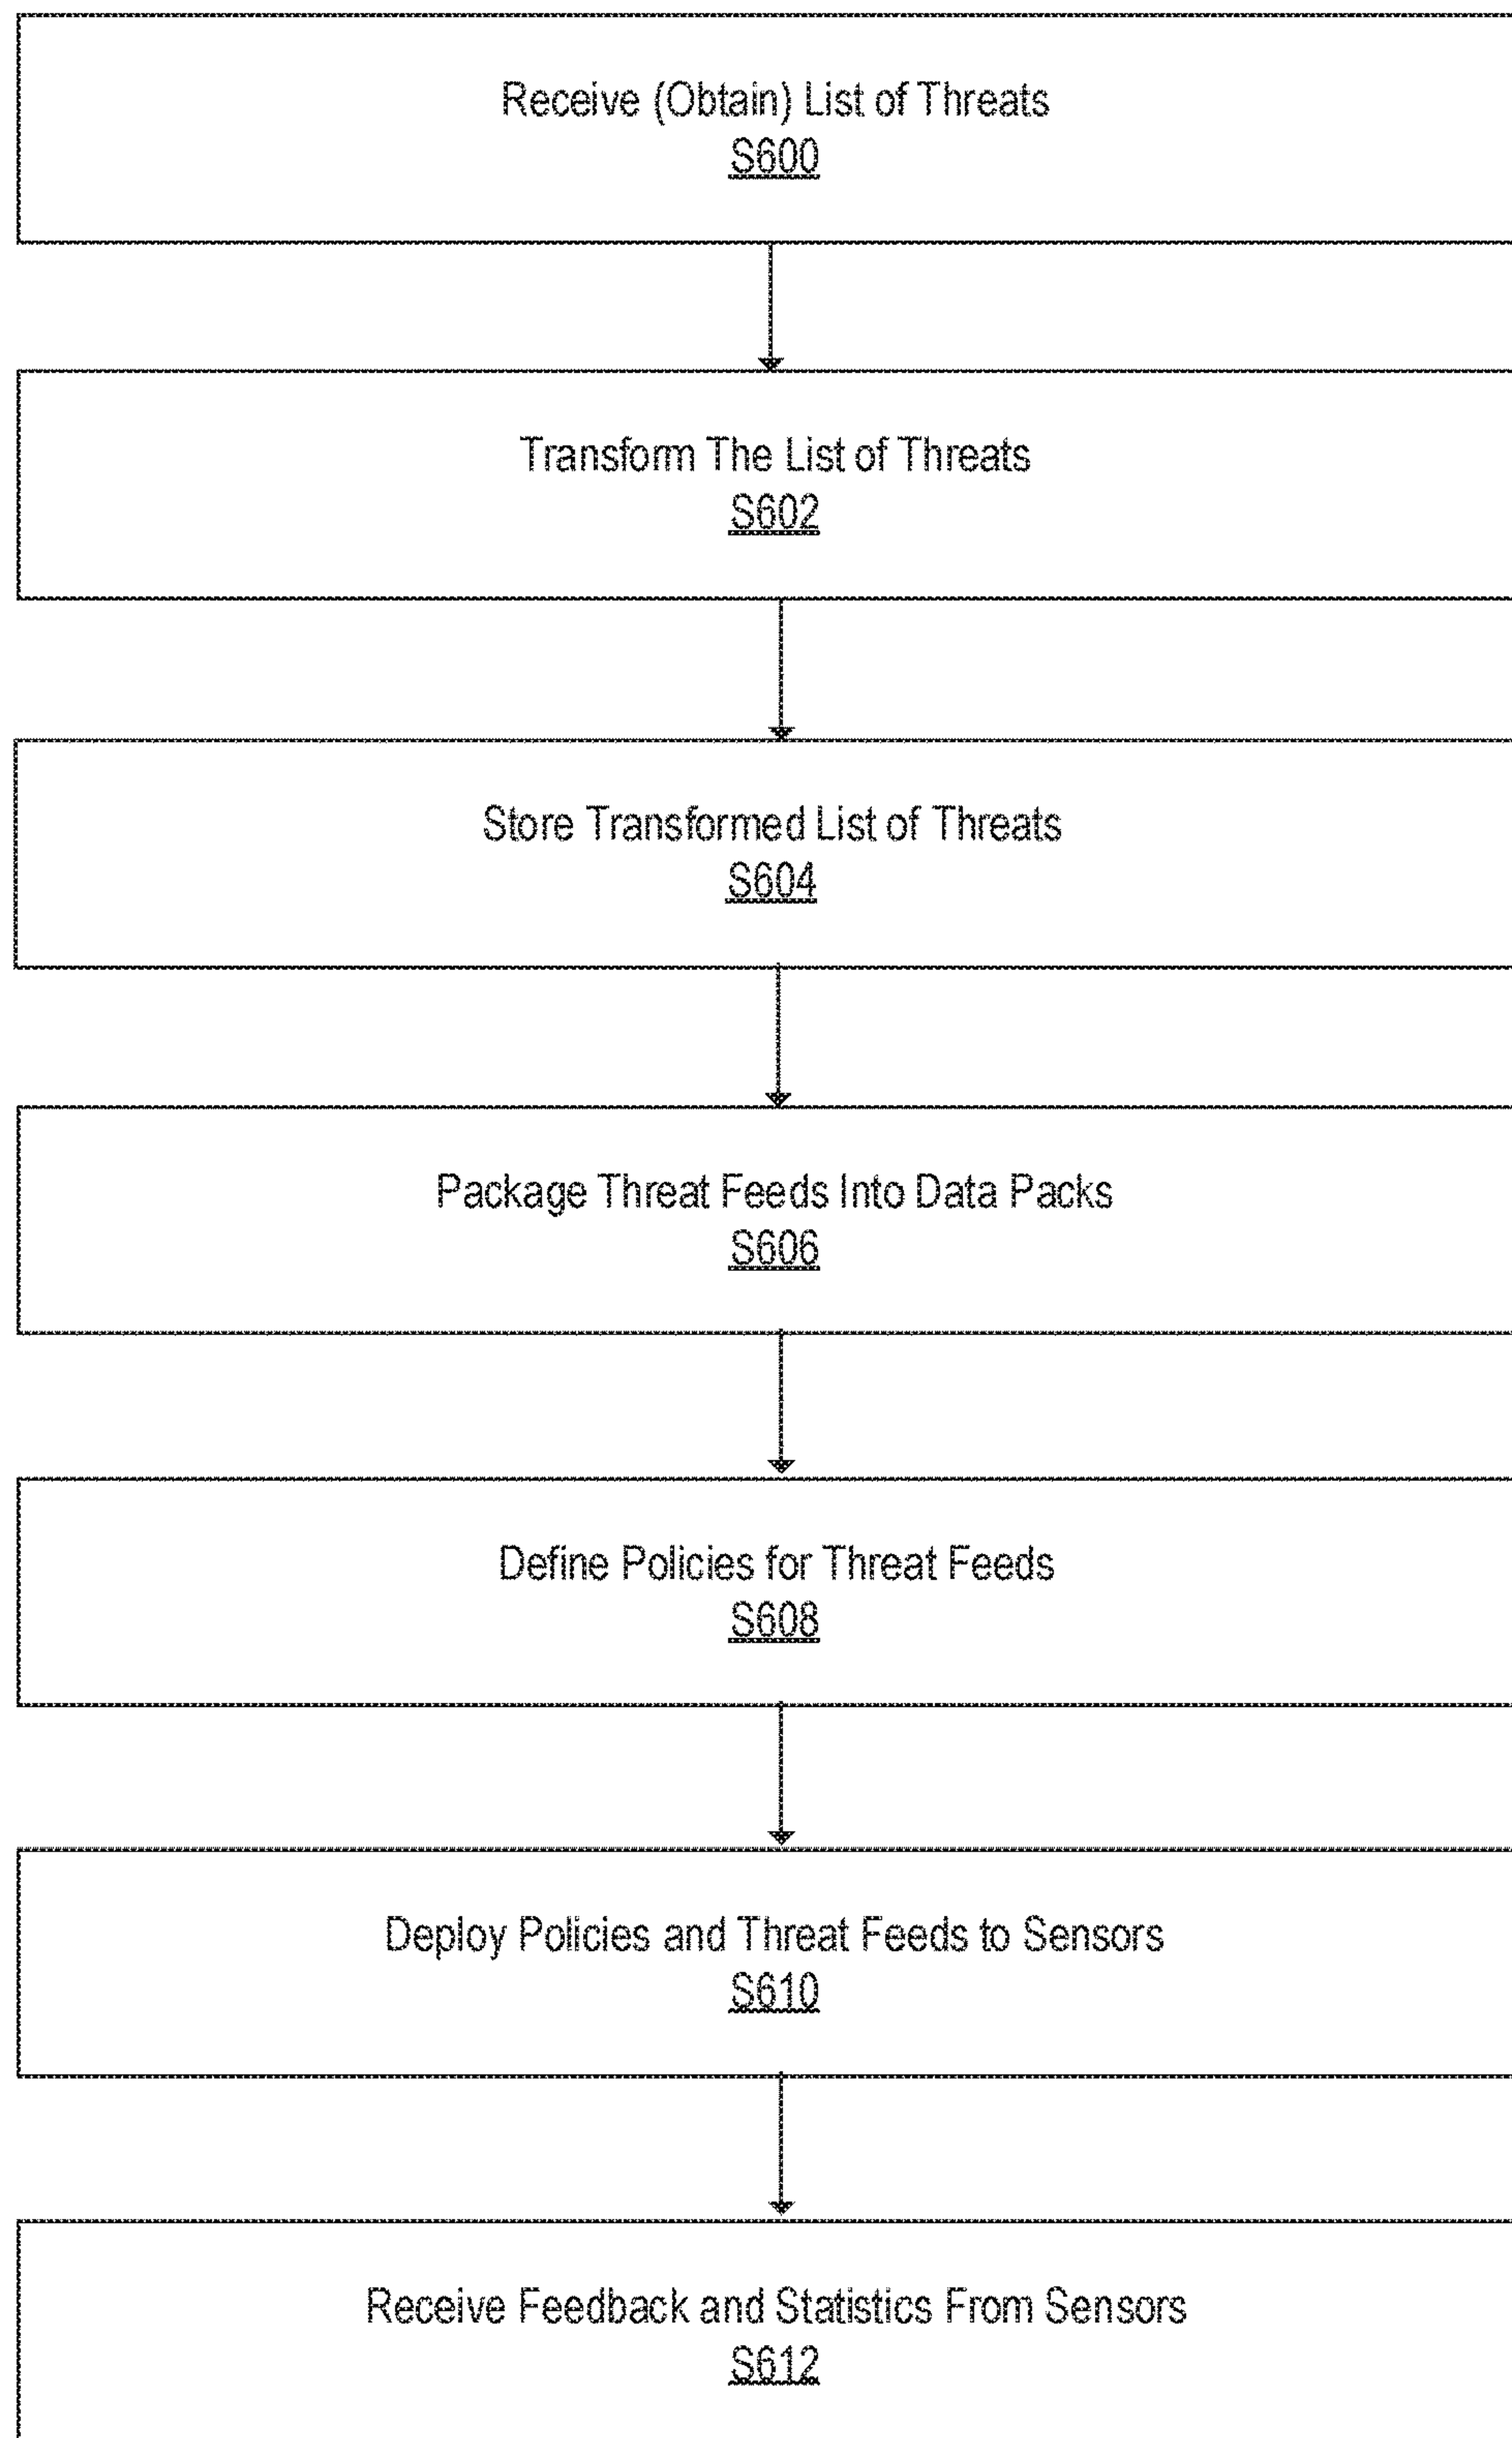 Receive (Obtain) List of Threats
S600
Transform The List of Threats
S602
Store Transformed List of Threats
S604
Package Threat Feeds Into Data Packs
S606
Define Policies for Threat Feeds
S608
Deploy Policies and Threat Feeds to Sensors
S610
Receive Feedback and Statistics From Sensors
S612